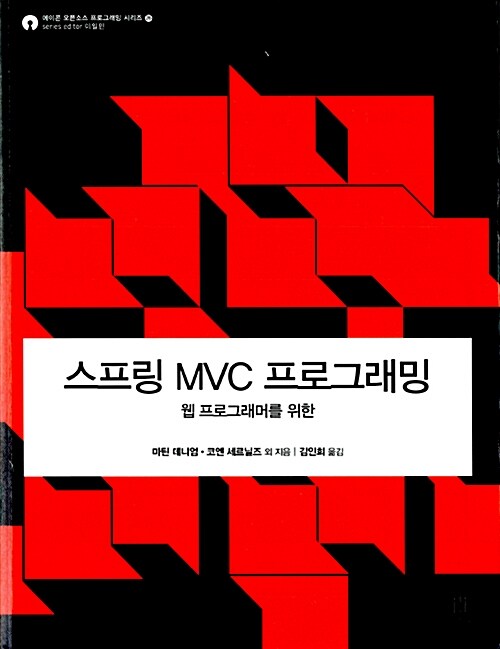 에이콘 오픈소스 프로그래밍 시리즈
series editor 이일민
스프링 MVC 프로그래밍
웹 프로그래머를 위한
마틴 데니엄 • 코엔 세르닐즈 외 지음 | 김인희 옮김